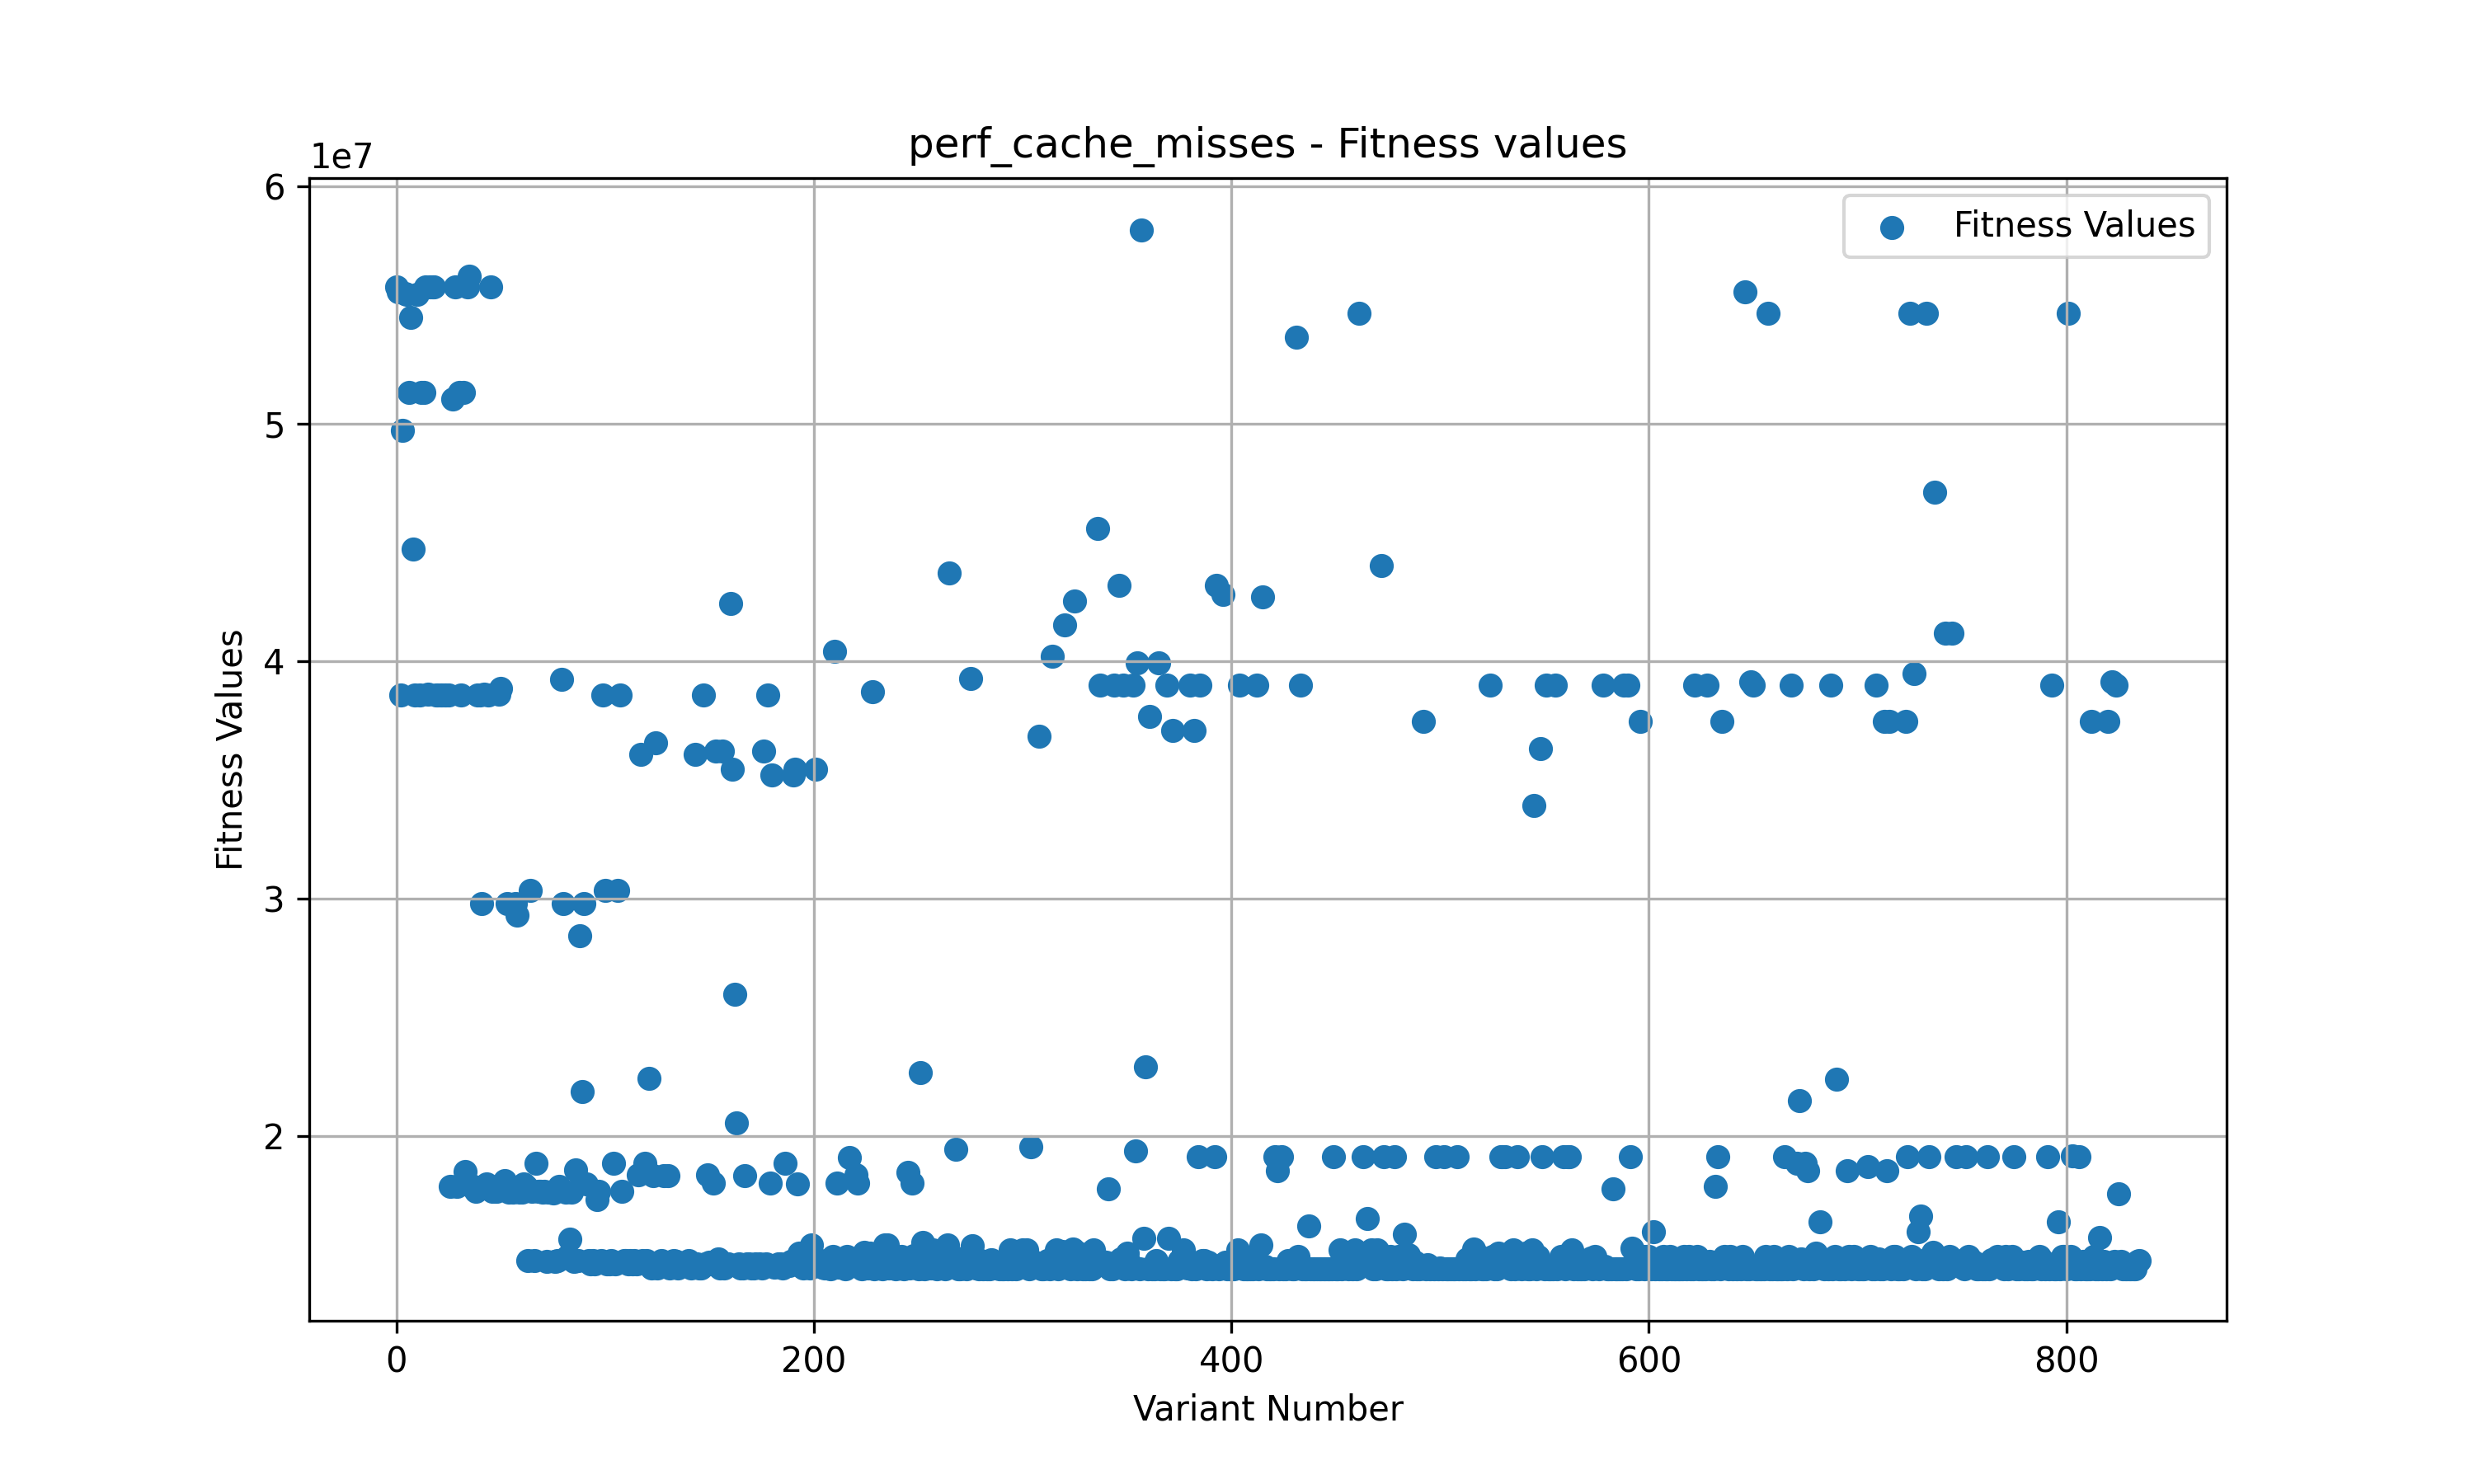 perf_cache_misses - Fitness values
1e7
Fitness Values
6
5
4
3
2
Fitness Values
0
200
400
600
800
Variant Number